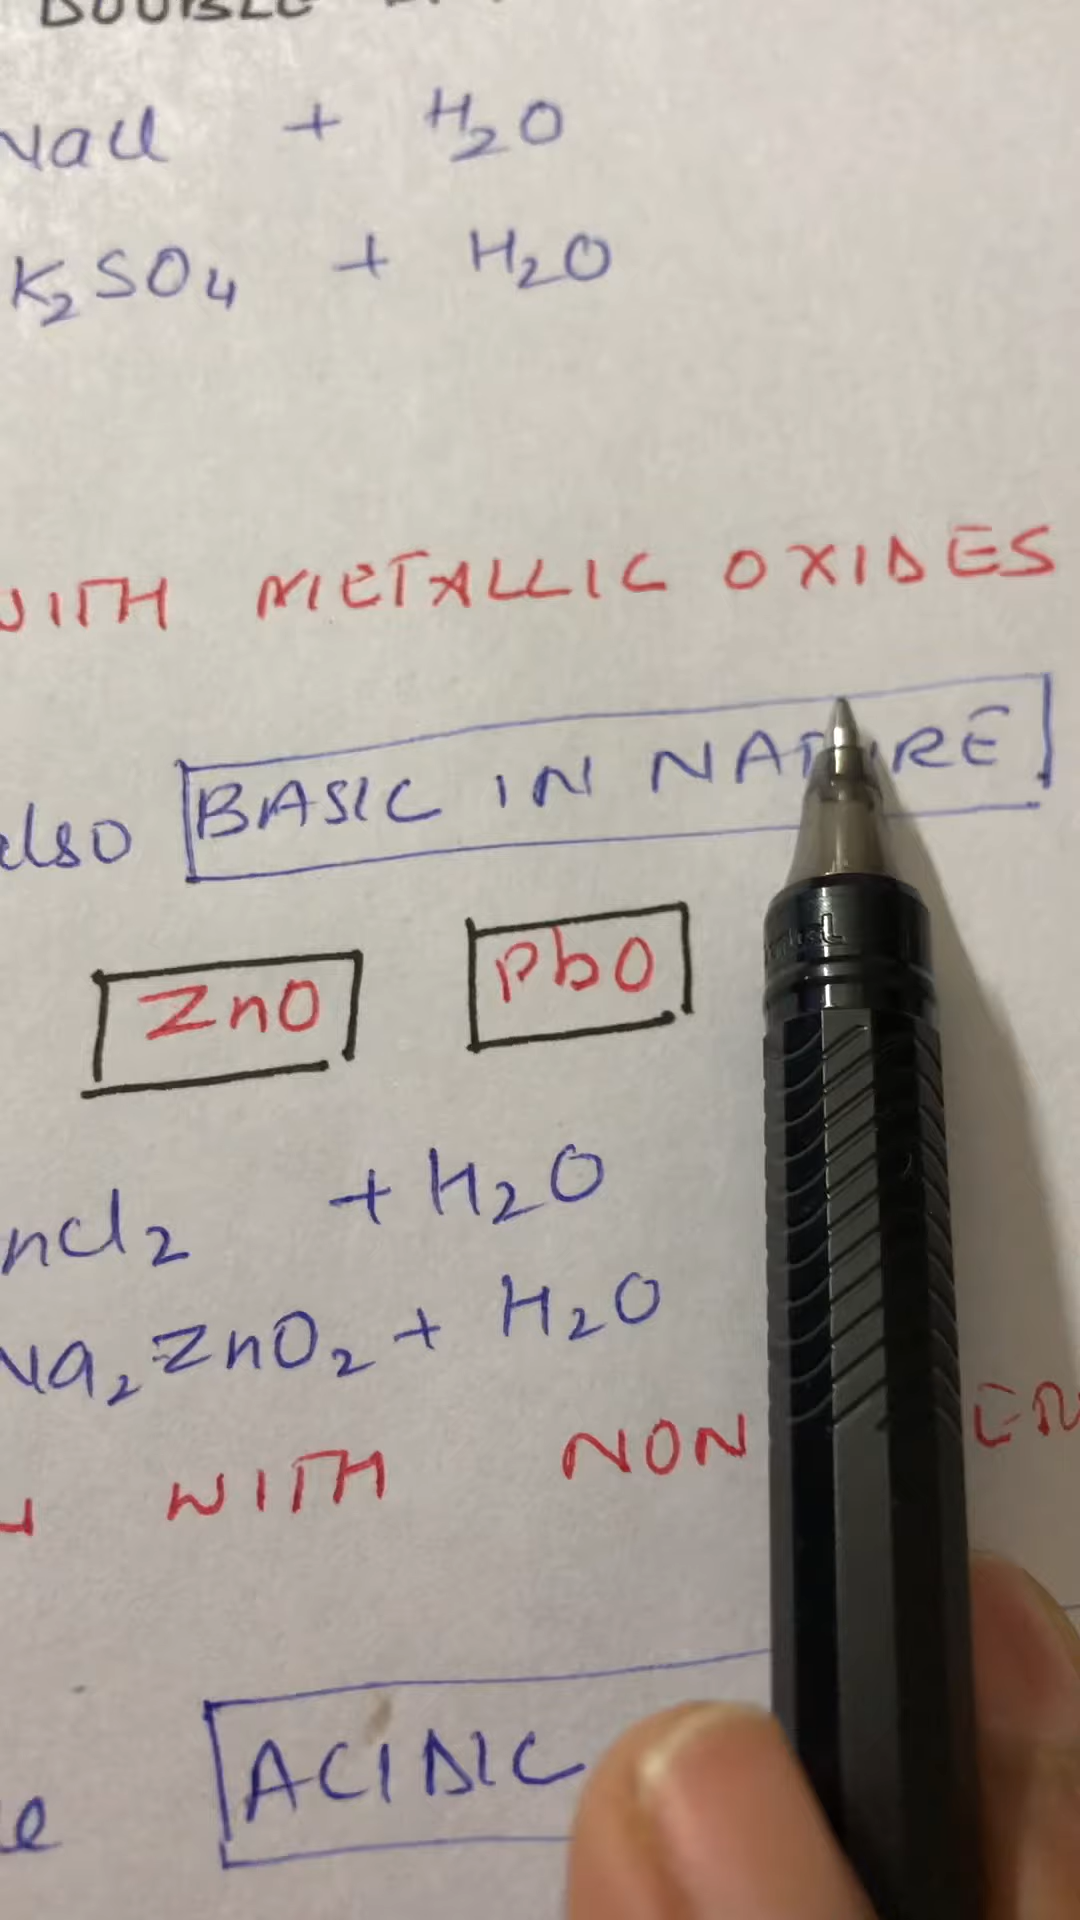 DOUBLE
NaCl + H2O
K2SO4 + H2O
WITH METALLIC OXIDES
also BASIC IN NATURE
ZnO PbO
nCl2 + H2O
Na2ZnO2 + H2O
WITH NON
ACIDIC